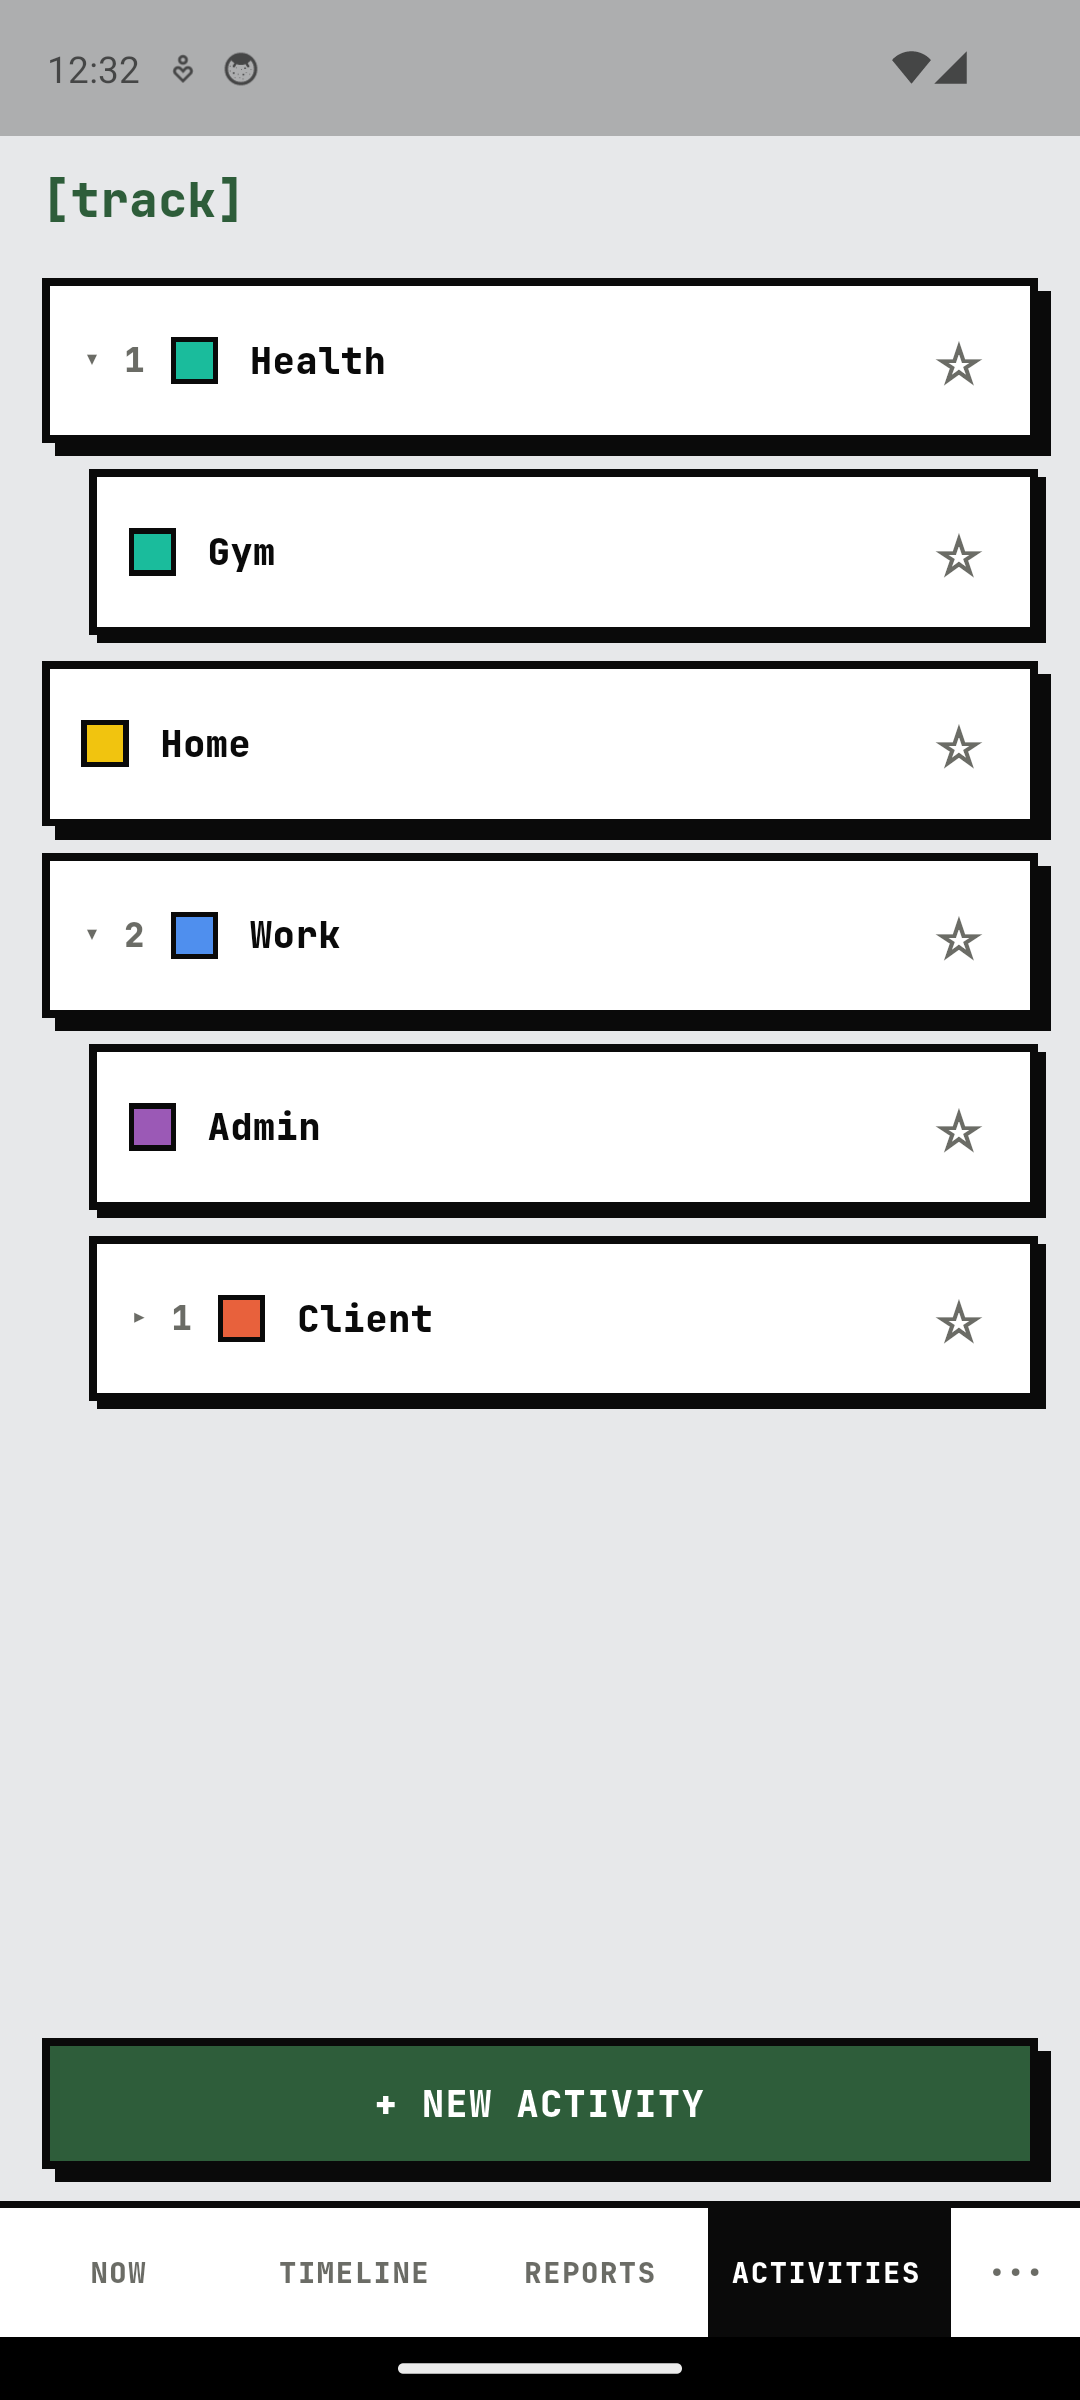 12:32
[track]
▾ 1 Health
Gym
Home
▾ 2 Work
Admin
▸ 1 Client
+ NEW ACTIVITY
NOW TIMELINE REPORTS ACTIVITIES •••